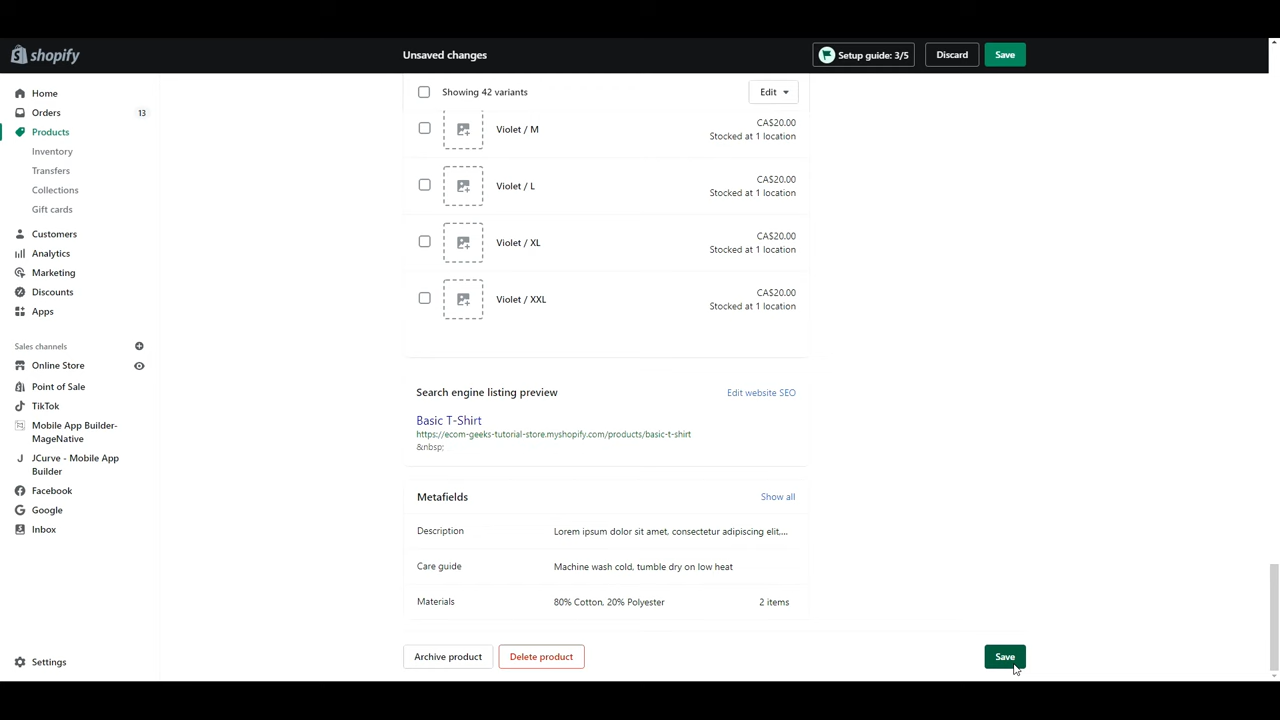 shopify
Unsaved changes
Setup guide: 3/5
Discard
Save
Home
Orders 13
Products
Inventory
Transfers
Collections
Gift cards
Customers
Analytics
Marketing
Discounts
Apps
Sales channels
Online Store
Point of Sale
TikTok
Mobile App Builder-
MageNative
JCurve - Mobile App
Builder
Facebook
Google
Inbox
Settings
Showing 42 variants
Edit
Violet / M
CA$20.00
Stocked at 1 location
Violet / L
CA$20.00
Stocked at 1 location
Violet / XL
CA$20.00
Stocked at 1 location
Violet / XXL
CA$20.00
Stocked at 1 location
Search engine listing preview
Edit website SEO
Basic T-Shirt
https://ecom-geeks-tutorial-store.myshopify.com/products/basic-t-shirt
&nbsp;
Metafields
Show all
Description Lorem ipsum dolor sit amet, consectetur adipiscing elit,...
Care guide Machine wash cold, tumble dry on low heat
Materials 80% Cotton, 20% Polyester 2 items
Archive product
Delete product
Save